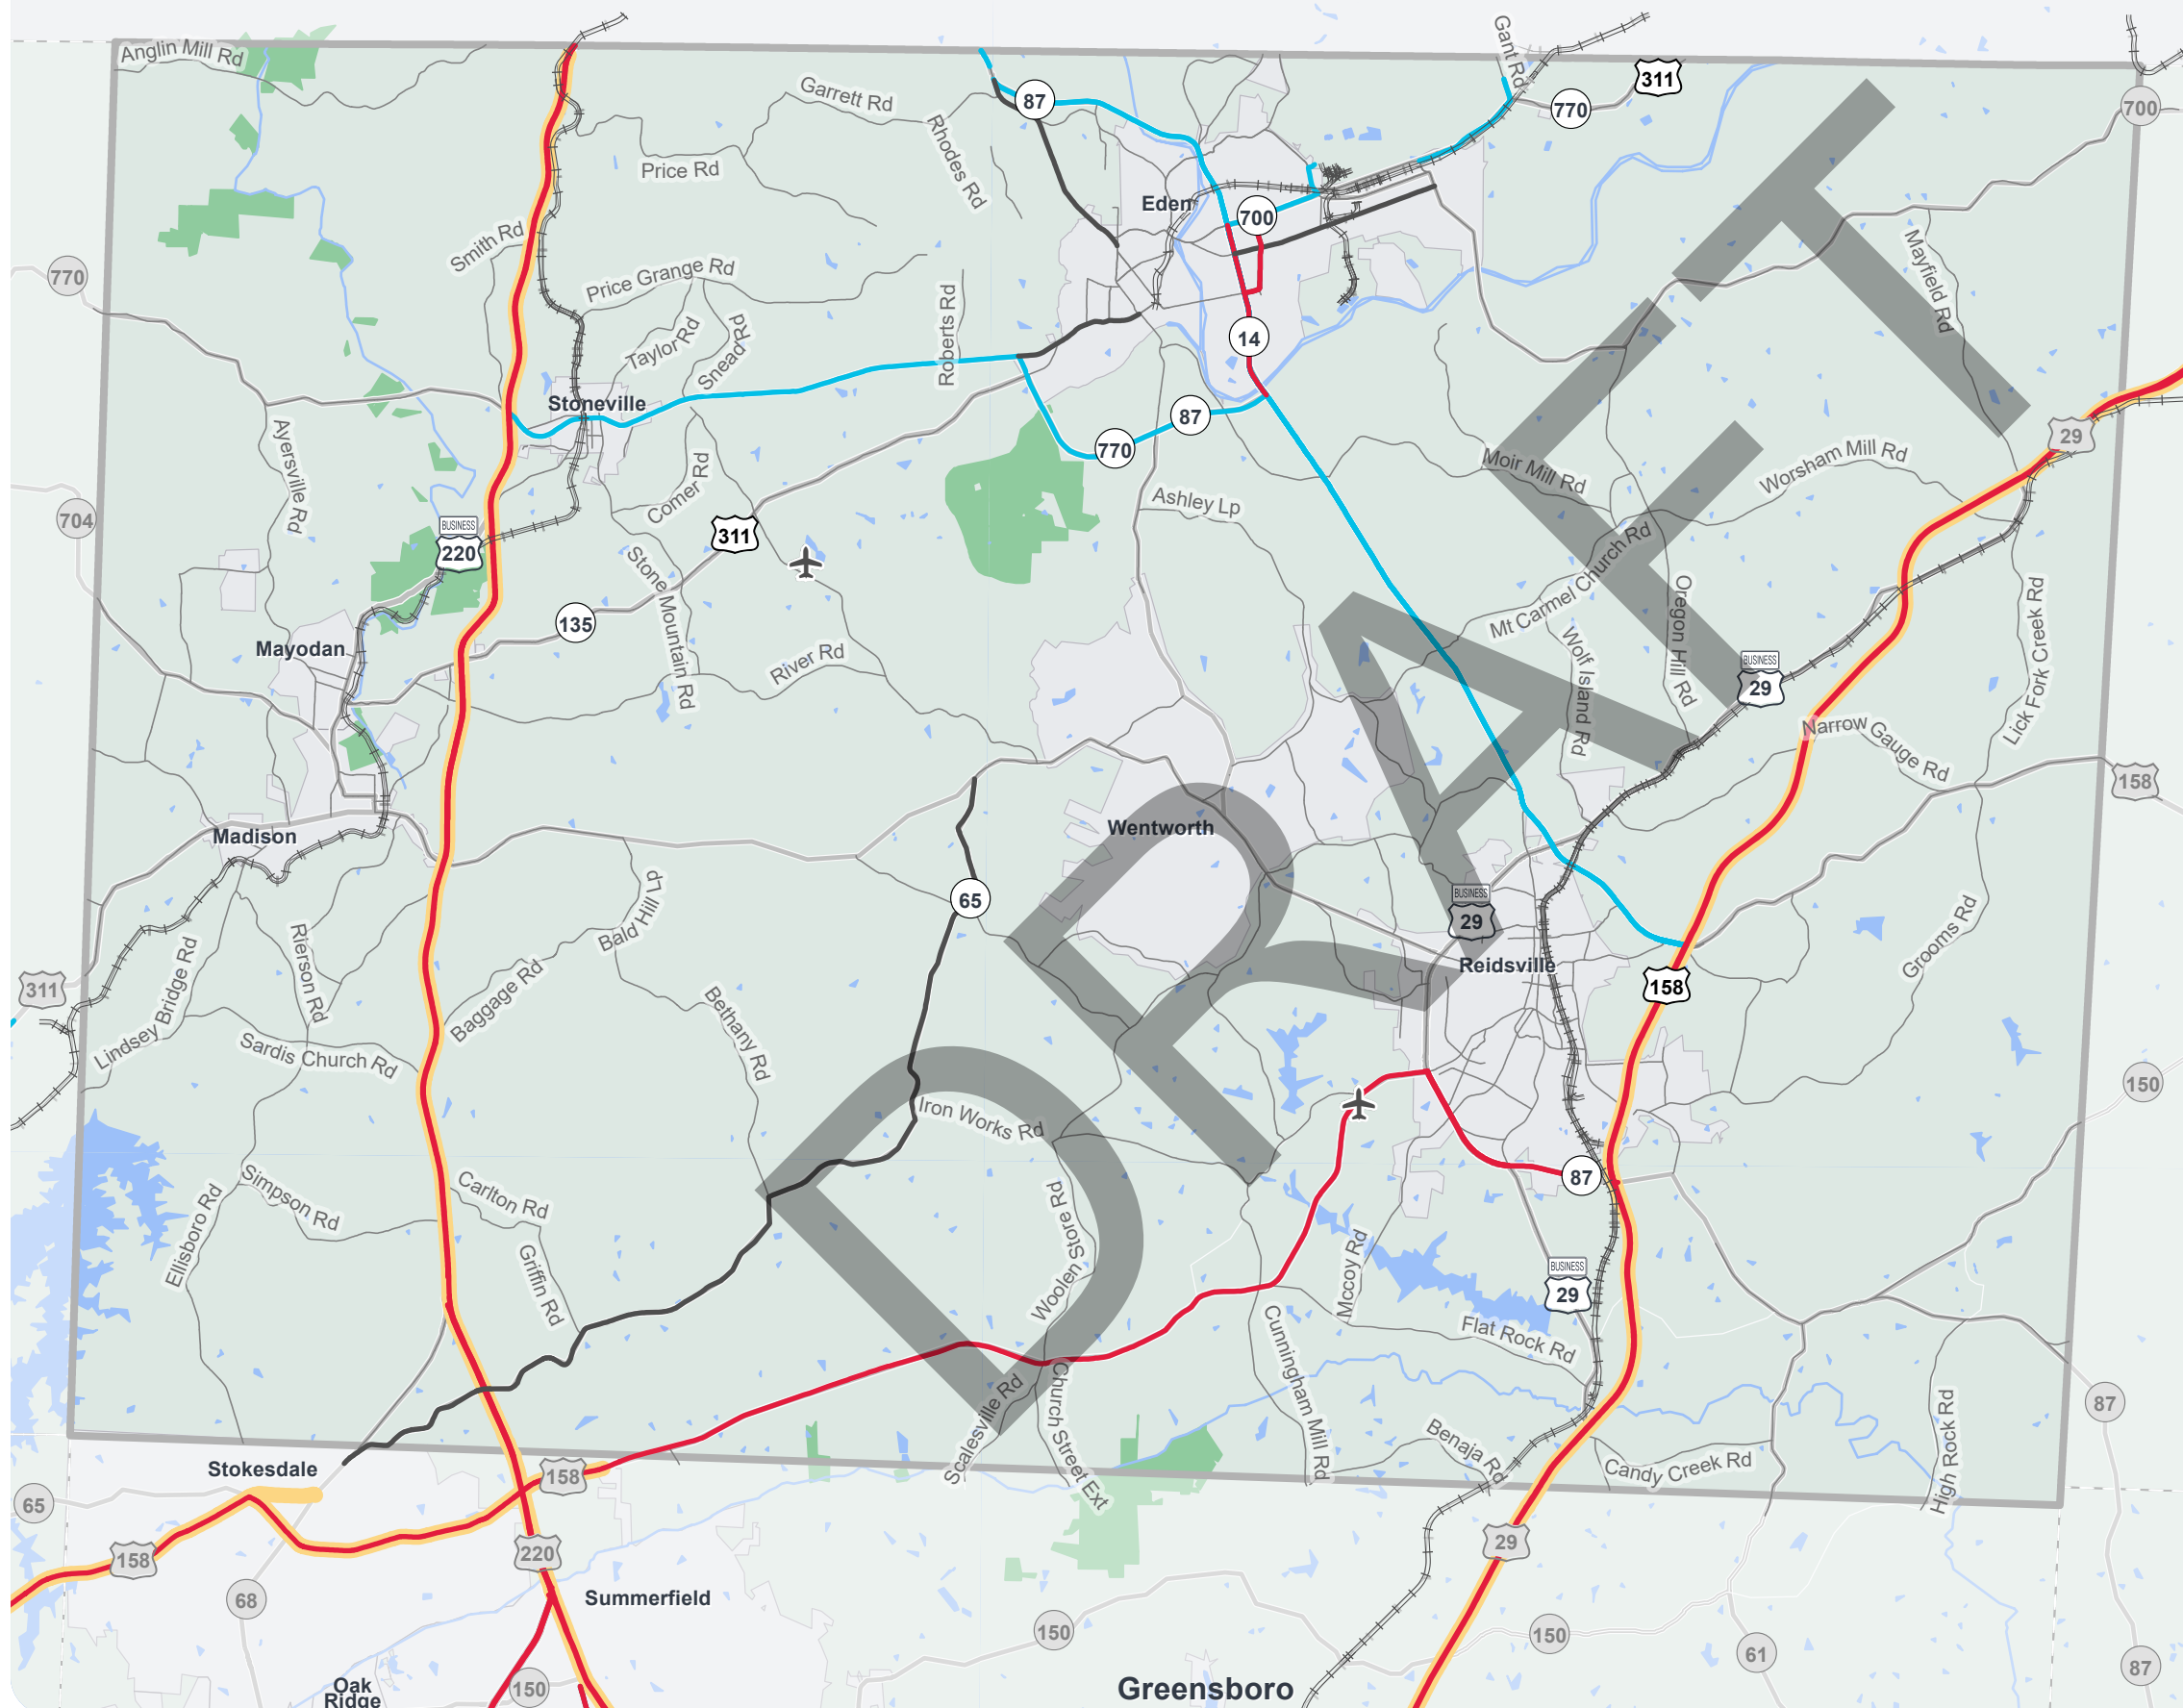 Anglin Mill Rd
Garrett Rd
87
Gant Rd
770
311
700
Rhodes Rd
Price Rd
Eden
700
Smith Rd
770
Price Grange Rd
Mayfield Rd
Roberts Rd
Taylor Rd
Snead Rd
14
Stoneville
87
770
29
Ayersville Rd
Comer Rd
Moir Mill Rd
Worsham Mill Rd
Ashley Lp
704
BUSINESS
220
311
Stone Mountain Rd
Mt Carmel Church Rd
Oregon Hill Rd
Lick Fork Creek Rd
135
Mayodan
River Rd
Wolf Island Rd
BUSINESS
29
Narrow Gauge Rd
158
Madison
Wentworth
65
Bald Hill Lp
BUSINESS
29
Reidsville
Grooms Rd
158
311
Lindsey Bridge Rd
Rierson Rd
Baggage Rd
Bethany Rd
Sardis Church Rd
150
Iron Works Rd
87
Simpson Rd
Ellisboro Rd
Carlton Rd
Griffin Rd
Woolen Store Rd
Mccoy Rd
BUSINESS
29
Flat Rock Rd
Cunningham Mill Rd
Scalesville Rd
Church Street Ext
Benaja Rd
Candy Creek Rd
High Rock Rd
87
Stokesdale
158
65
158
220
29
68
Summerfield
150
150
61
87
Oak
Ridge
150
Greensboro
DRAFT